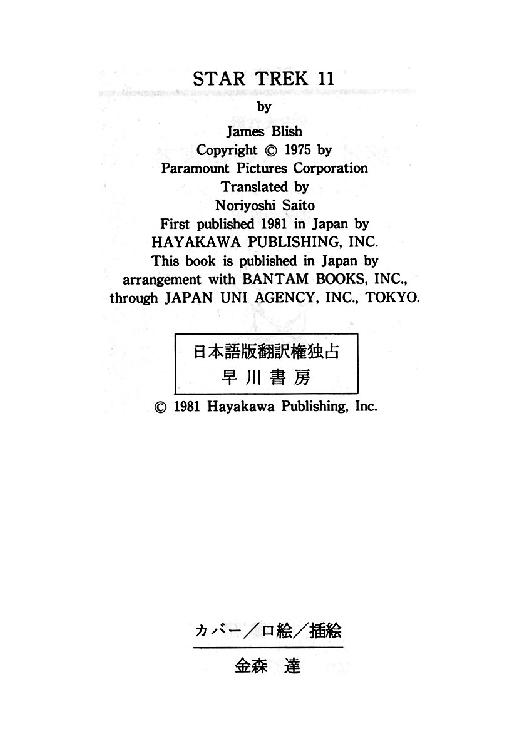 STAR TREK 11
by
James Blish
Copyright © 1975 by
Paramount Pictures Corporation
Translated by
Noriyoshi Saito
First published 1981 in Japan by
HAYAKAWA PUBLISHING, INC.
This book is published in Japan by
arrangement with BANTAM BOOKS, INC.,
through JAPAN UNI AGENCY, INC., TOKYO.
日本語版翻訳権独占
早川書房
© 1981 Hayakawa Publishing, Inc.
カバー/口絵/插絵
金森 達